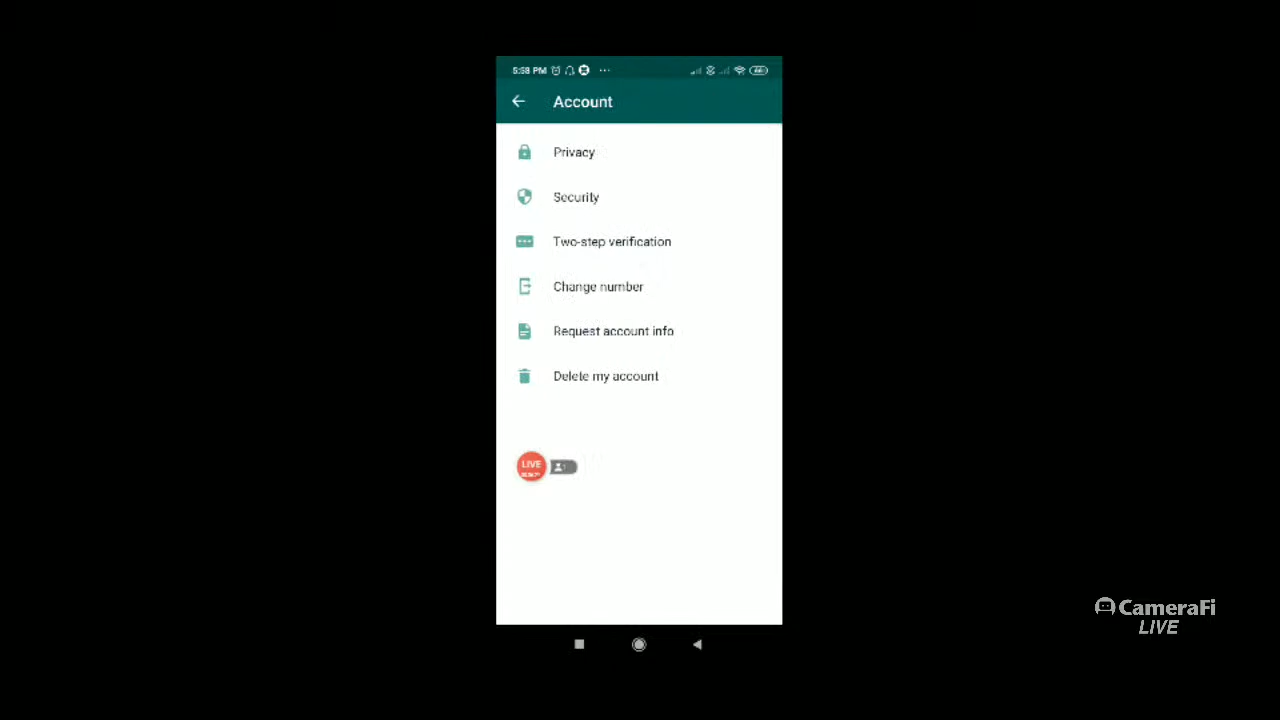 5:58 PM
Account
Privacy
Security
Two-step verification
Change number
Request account info
Delete my account
LIVE
CameraFi
LIVE